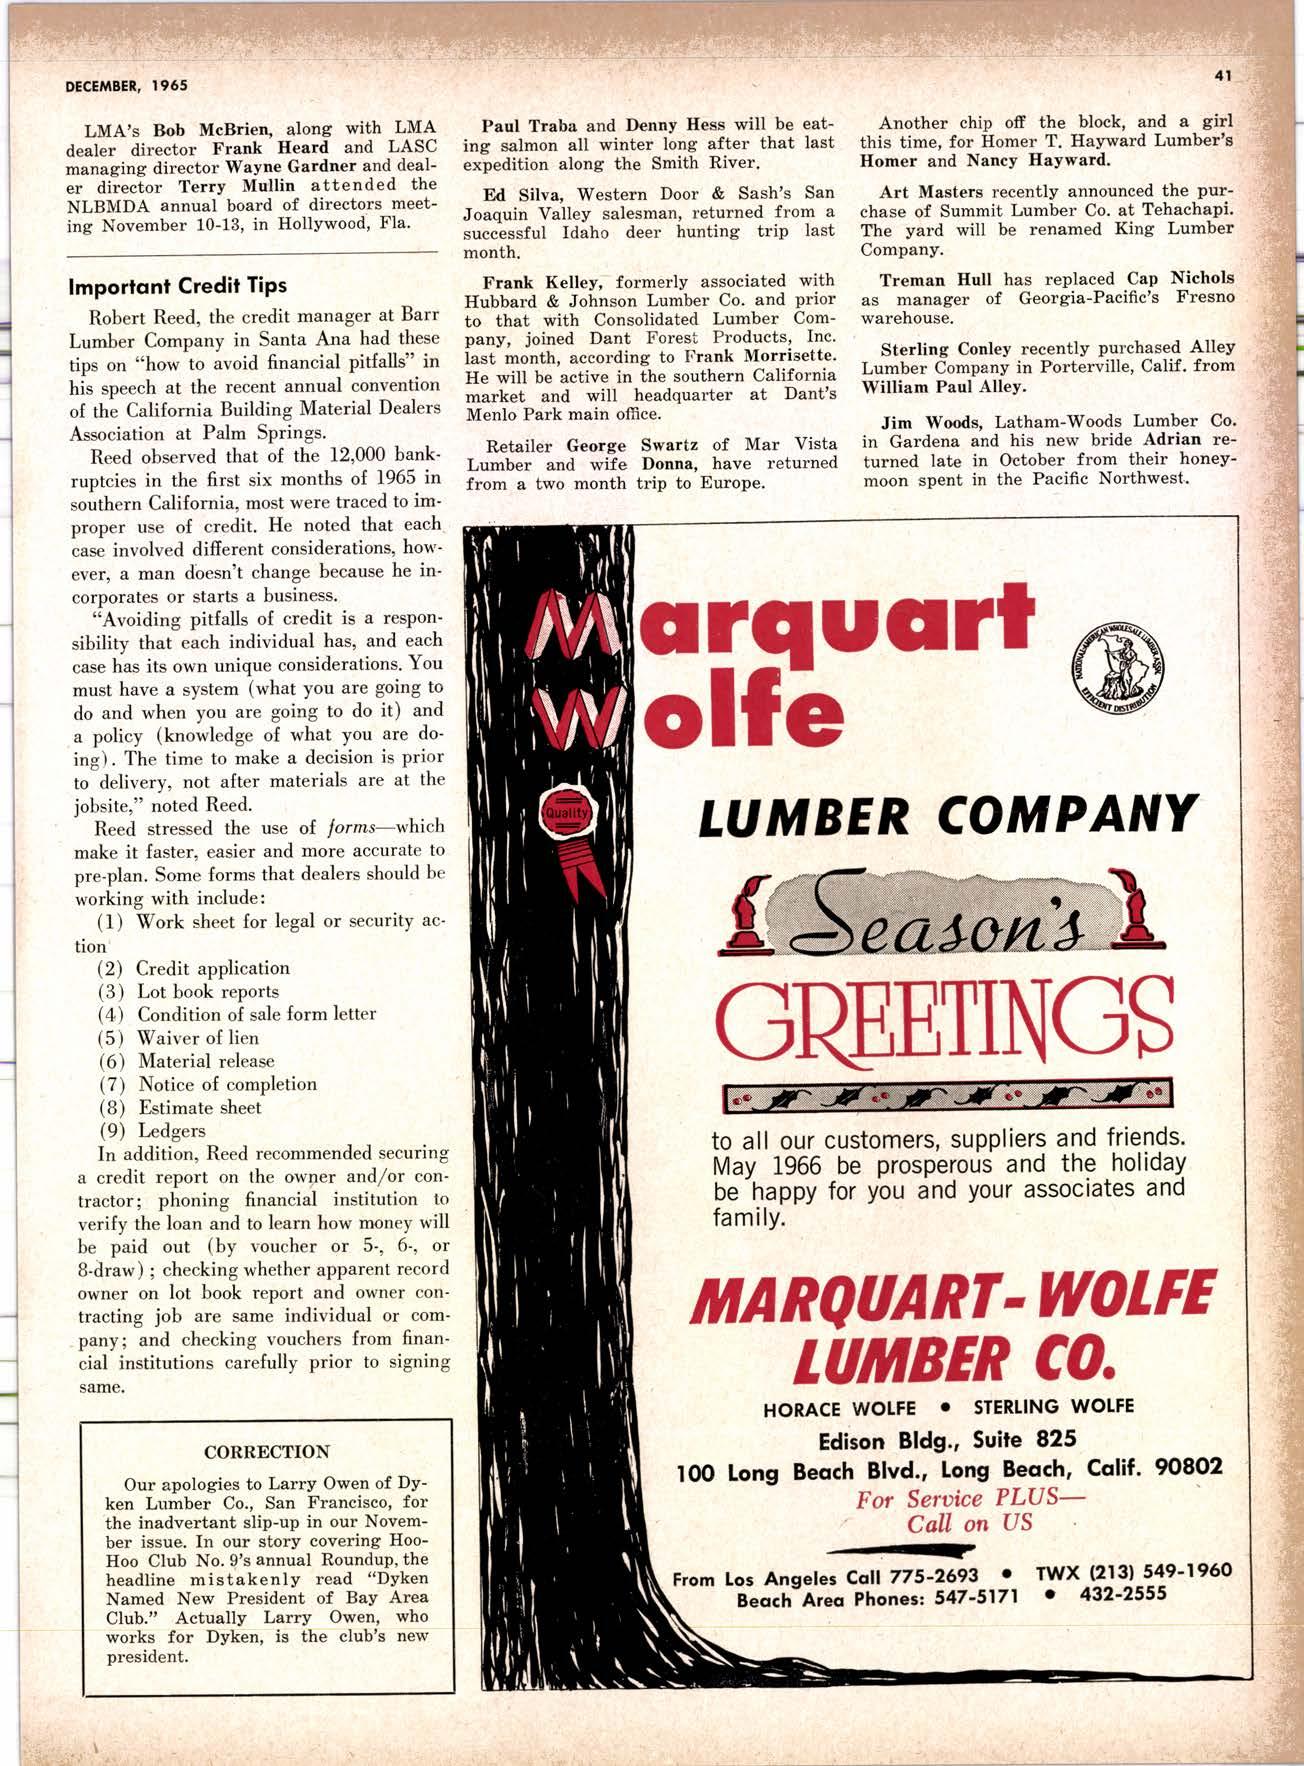 DECEMBER, 1965
41
LMA's Bob McBrien, along with LMA
dealer director Frank Heard and LASC
managing director Wayne Gardner and deal-
er director Terry Mullin attended the
NLBMDA annual board of directors meet-
ing November 10-13, in Hollywood, Fla.
Important Credit Tips
Robert Reed, the credit manager at Barr
Lumber Company in Santa Ana had these
tips on "how to avoid financial pitfalls" in
his speech at the recent annual convention
of the California Building Material Dealers
Association at Palm Springs.
Reed observed that of the 12,000 bank-
ruptcies in the first six months of 1965 in
southern California, most were traced to im-
proper use of credit. He noted that each
case involved different considerations, how-
ever, a man doesn't change because he in-
corporates or starts a business.
"Avoiding pitfalls of credit is a respon-
sibility that each individual has, and each
case has its own unique considerations. You
must have a system (what you are going to
do and when you are going to do it) and
a policy (knowledge of what you are do-
ing). The time to make a decision is prior
to delivery, not after materials are at the
jobsite," noted Reed.
Reed stressed the use of forms—which
make it faster, easier and more accurate to
pre-plan. Some forms that dealers should be
working with include:
(1) Work sheet for legal or security ac-
tion
(2) Credit application
(3) Lot book reports
(4) Condition of sale form letter
(5) Waiver of lien
(6) Material release
(7) Notice of completion
(8) Estimate sheet
(9) Ledgers
In addition, Reed recommended securing
a credit report on the owner and/or con-
tractor; phoning financial institution to
verify the loan and to learn how money will
be paid out (by voucher or 5-, 6-, or
8-draw); checking whether apparent record
owner on lot book report and owner con-
tracting job are same individual or com-
pany; and checking vouchers from finan-
cial institutions carefully prior to signing
same.
CORRECTION
Our apologies to Larry Owen of Dy-
ken Lumber Co., San Francisco, for
the inadvertent slip-up in our Novem-
ber issue. In our story covering Hoo-
Hoo Club No. 9's annual Roundup, the
headline mistakenly read "Dyken
Named New President of Bay Area
Club." Actually Larry Owen, who
works for Dyken, is the club's new
president.
Paul Traba and Denny Hess will be eat-
ing salmon all winter long after that last
expedition along the Smith River.
Ed Silva, Western Door & Sash's San
Joaquin Valley salesman, returned from a
successful Idaho deer hunting trip last
month.
Frank Kelley, formerly associated with
Hubbard & Johnson Lumber Co. and prior
to that with Consolidated Lumber Com-
pany, joined Dant Forest Products, Inc.
last month, according to Frank Morrisette.
He will be active in the southern California
market and will headquarter at Dant's
Menlo Park main office.
Retailer George Swartz of Mar Vista
Lumber and wife Donna, have returned
from a two month trip to Europe.
Another chip off the block, and a girl
this time, for Homer T. Hayward Lumber's
Homer and Nancy Hayward.
Art Masters recently announced the pur-
chase of Summit Lumber Co. at Tehachapi.
The yard will be renamed King Lumber
Company.
Treman Hull has replaced Cap Nichols
as manager of Georgia-Pacific's Fresno
warehouse.
Sterling Conley recently purchased Alley
Lumber Company in Porterville, Calif. from
William Paul Alley.
Jim Woods, Latham-Woods Lumber Co.
in Gardena and his new bride Adrian re-
turned late in October from their honey-
moon spent in the Pacific Northwest.
Marquart
Wolfe
NATIONAL-AMERICAN WHOLESALE LUMBER ASSN.
EFFICIENT DISTRIBUTION
Quality
LUMBER COMPANY
Season's
GREETINGS
to all our customers, suppliers and friends.
May 1966 be prosperous and the holiday
be happy for you and your associates and
family.
MARQUART-WOLFE
LUMBER CO.
HORACE WOLFE • STERLING WOLFE
Edison Bldg., Suite 825
100 Long Beach Blvd., Long Beach, Calif. 90802
For Service PLUS—
Call on US
From Los Angeles Call 775-2693 • TWX (213) 549-1960
Beach Area Phones: 547-5171 • 432-2555